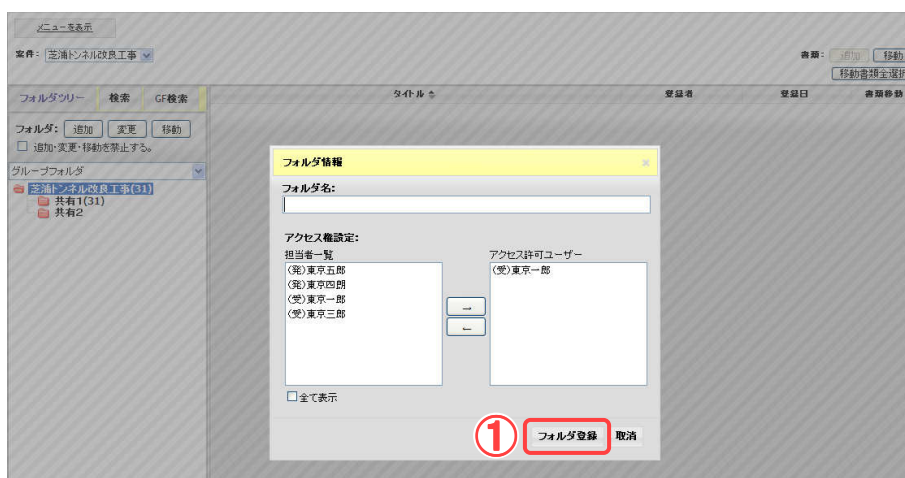 メニューを表示
案件: 芝浦トンネル改良工事
書類: 追加 移動
移動書類全選択
フォルダツリー 検索 GF検索
タイトル 登録者 登録日 書類移動
フォルダ: 追加 変更 移動
追加・変更・移動を禁止する。
グループフォルダ
芝浦トンネル改良工事(31)
共有1(31)
共有2
フォルダ情報
フォルダ名:
アクセス権設定:
担当者一覧 アクセス許可ユーザー
(発)東京五郎 (受)東京一郎
(発)東京四朗
(受)東京一郎
(受)東京三郎
→
←
全て表示
① フォルダ登録 取消